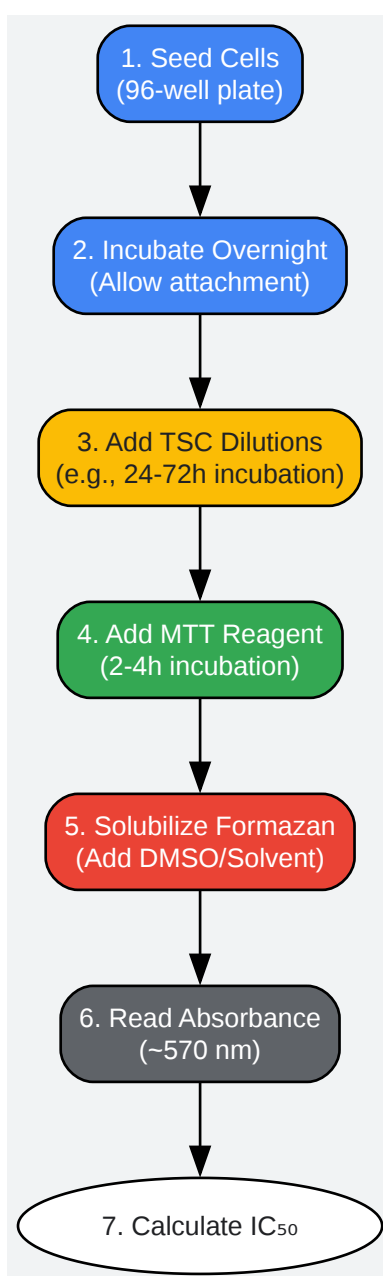 1. Seed Cells
(96-well plate)
2. Incubate Overnight
(Allow attachment)
3. Add TSC Dilutions
(e.g., 24-72h incubation)
4. Add MTT Reagent
(2-4h incubation)
5. Solubilize Formazan
(Add DMSO/Solvent)
6. Read Absorbance
(~570 nm)
7. Calculate IC₅₀